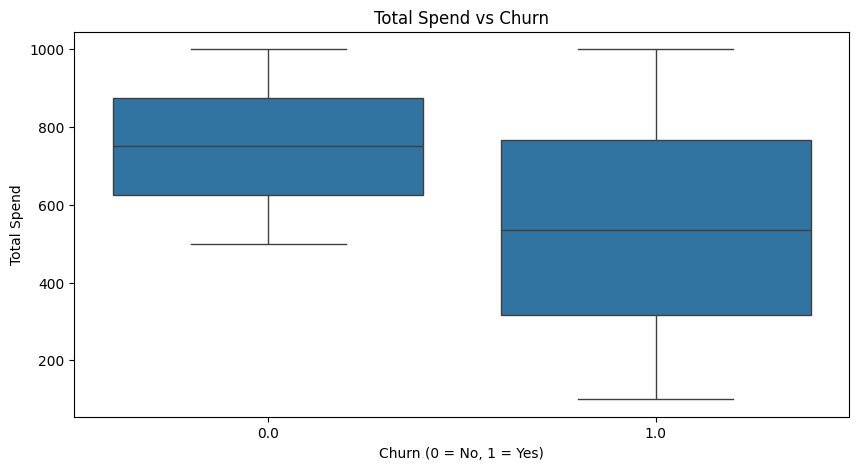 Total Spend vs Churn
1000
800
600
400
200
Total Spend
0.0
1.0
Churn (0 = No, 1 = Yes)